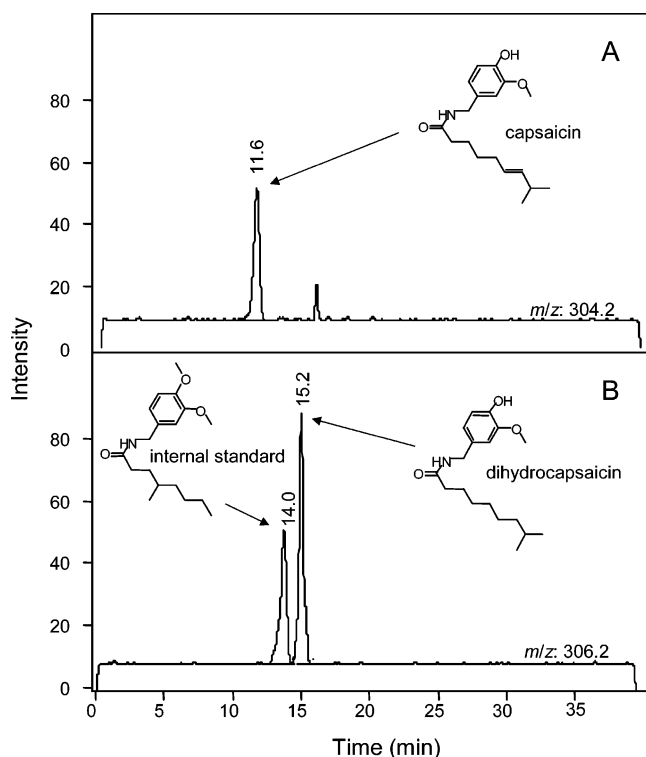 A
OH
O
HN
O
capsaicin
11.6
m/z: 304.2
80
60
40
20
0
Intensity
B
O
O
HN
O
internal standard
14.0
15.2
OH
O
HN
O
dihydrocapsaicin
m/z: 306.2
80
60
40
20
0
0 5 10 15 20 25 30 35
Time (min)